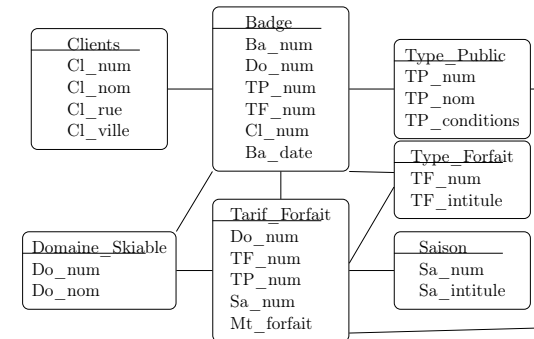 Clients
Cl_num
Cl_nom
Cl_rue
Cl_ville
Badge
Ba_num
Do_num
TP_num
TF_num
Cl_num
Ba_date
Type_Public
TP_num
TP_nom
TP_conditions
Type_Forfait
TF_num
TF_intitule
Domaine_Skiable
Do_num
Do_nom
Tarif_Forfait
Do_num
TF_num
TP_num
Sa_num
Mt_forfait
Saison
Sa_num
Sa_intitule